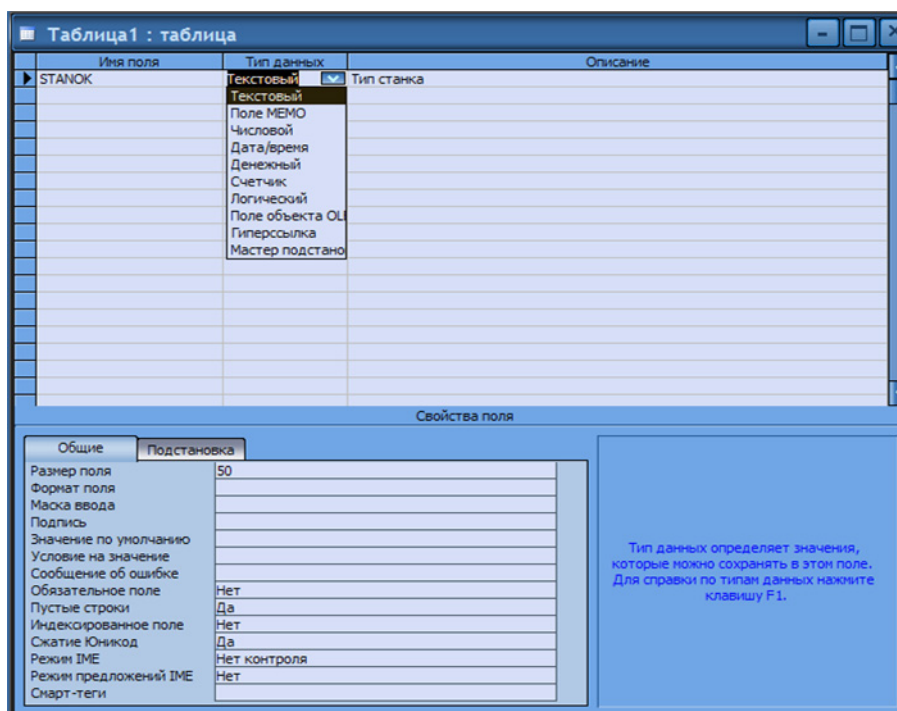 Таблица1 : таблица
Имя поля Тип данных Описание
STANOK Текстовый Тип станка
Текстовый
Поле МЕМО
Числовой
Дата/время
Денежный
Счетчик
Логический
Поле объекта OLI
Гиперссылка
Мастер подстано
Свойства поля
Общие Подстановка
Размер поля 50
Формат поля
Маска ввода
Подпись
Значение по умолчанию
Условие на значение
Сообщение об ошибке
Обязательное поле Нет
Пустые строки Да
Индексированное поле Нет
Сжатие Юникод Да
Режим IME Нет контроля
Режим предложений IME Нет
Смарт-теги
Тип данных определяет значения,
которые можно сохранять в этом поле.
Для справки по типам данных нажмите
клавишу F1.